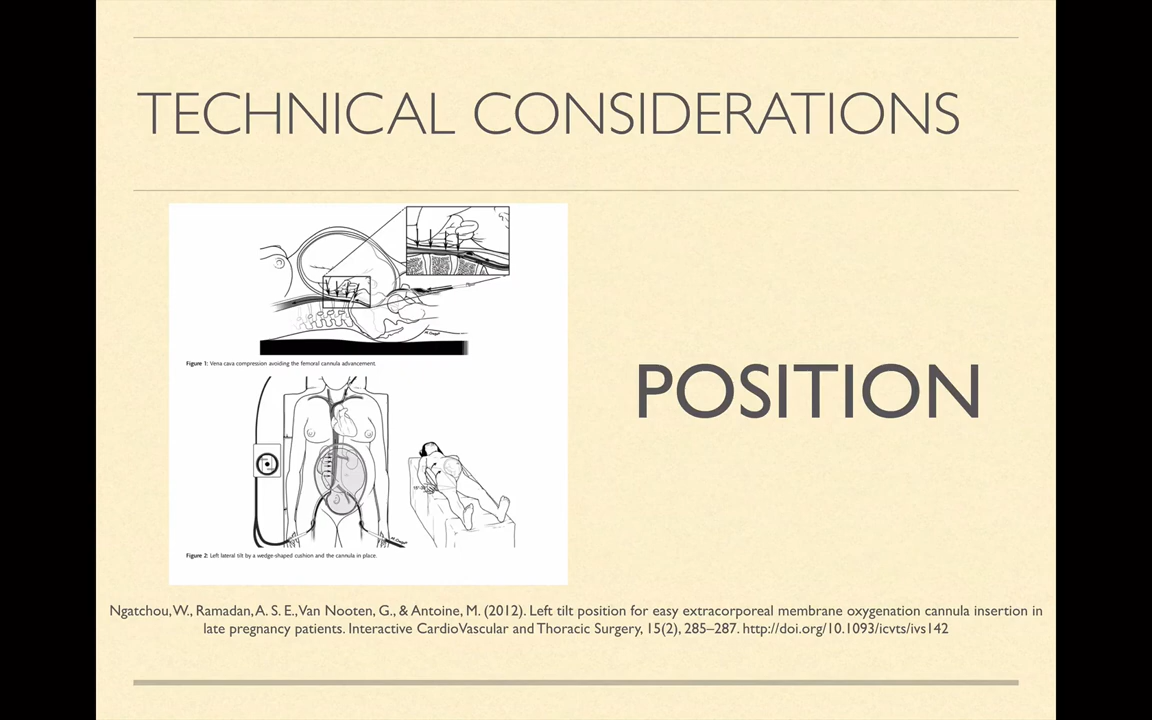 TECHNICAL CONSIDERATIONS
Figure 1: Vena cava compression avoiding the femoral cannula advancement.
Figure 2: Left lateral tilt by a wedge-shaped cushion and the cannula in place.
POSITION
Ngatchou, W., Ramadan, A. S. E., Van Nooten, G., & Antoine, M. (2012). Left tilt position for easy extracorporeal membrane oxygenation cannula insertion in
late pregnancy patients. Interactive CardioVascular and Thoracic Surgery, 15(2), 285–287. http://doi.org/10.1093/icvts/ivs142